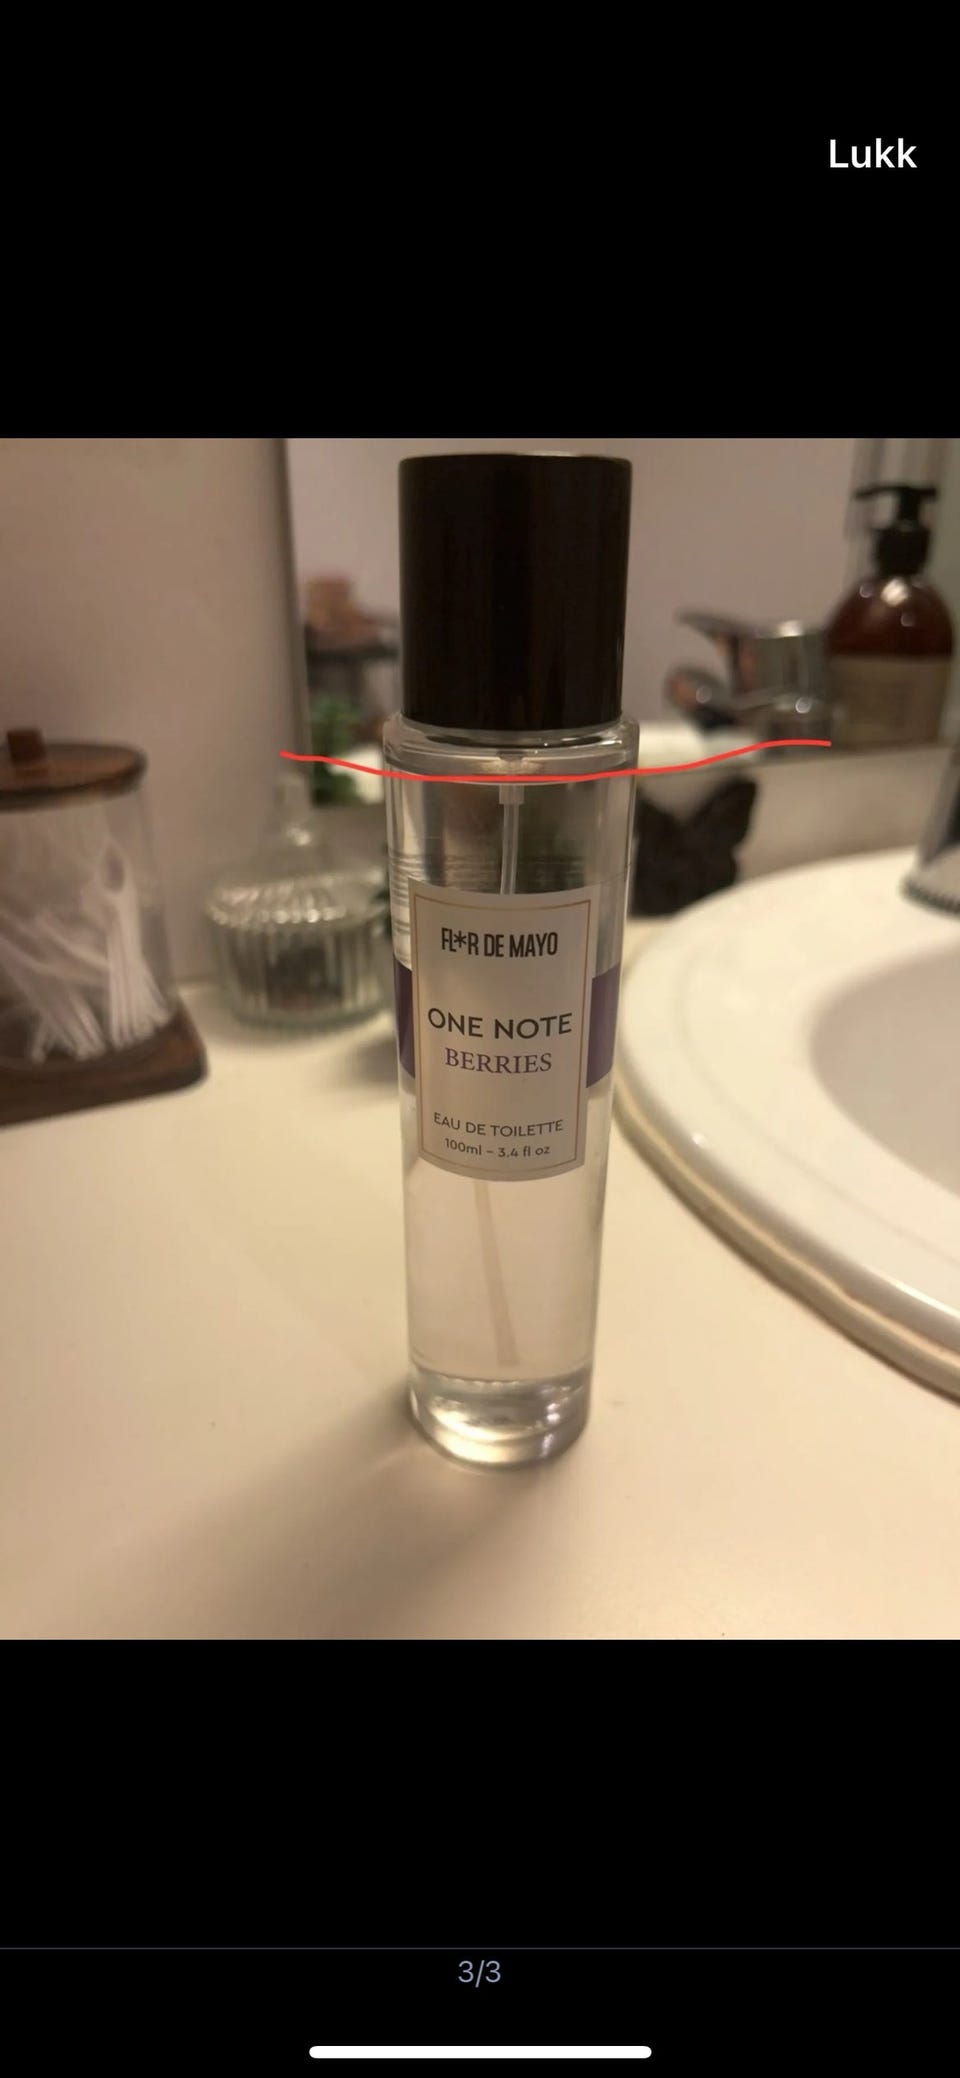 Lukk
FL*R DE MAYO
ONE NOTE
BERRIES
EAU DE TOILETTE
100ml – 3.4 fl oz
3/3